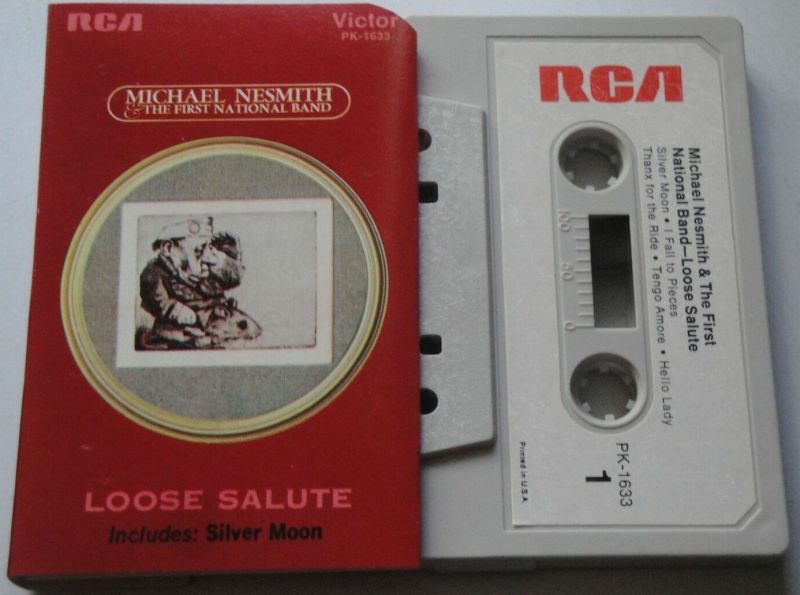 RCA
Victor
PK-1633
MICHAEL NESMITH
& THE FIRST NATIONAL BAND
LOOSE SALUTE
Includes: Silver Moon
RCA
Michael Nesmith & The First
National Band—Loose Salute
Silver Moon • I Fall to Pieces
Thanx for the Ride • Tengo Amore • Hello Lady
100
50
0
PK-1633
1
Printed in U.S.A.